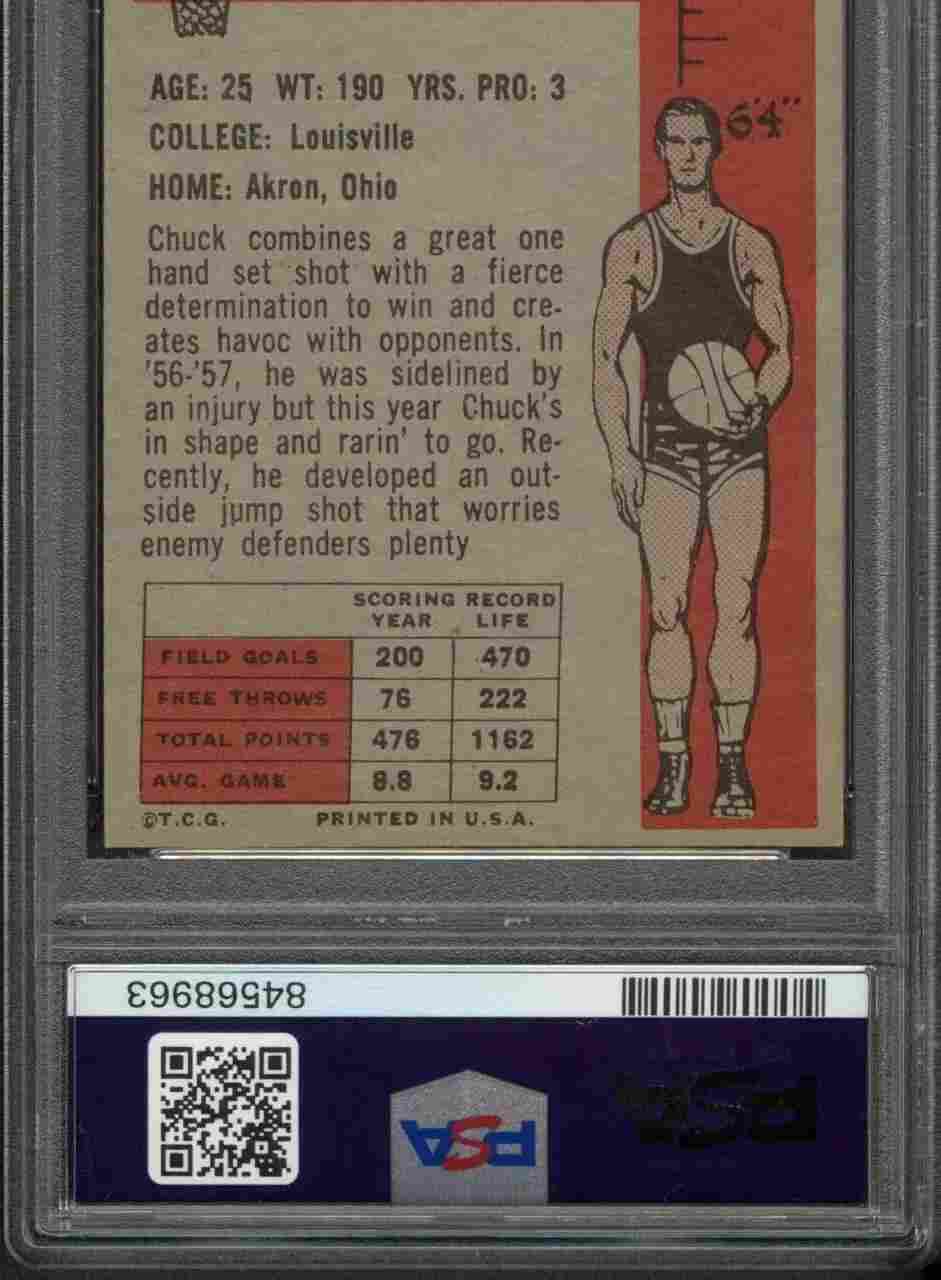 6'4"
AGE: 25 WT: 190 YRS. PRO: 3
COLLEGE: Louisville
HOME: Akron, Ohio
Chuck combines a great one
hand set shot with a fierce
determination to win and cre-
ates havoc with opponents. In
'56-'57, he was sidelined by
an injury but this year Chuck's
in shape and rarin' to go. Re-
cently, he developed an out-
side jump shot that worries
enemy defenders plenty
SCORING RECORD
YEAR LIFE
FIELD GOALS 200 470
FREE THROWS 76 222
TOTAL POINTS 476 1162
AVG. GAME 8.8 9.2
©T.C.G. PRINTED IN U.S.A.
84568963
PSA
PSA